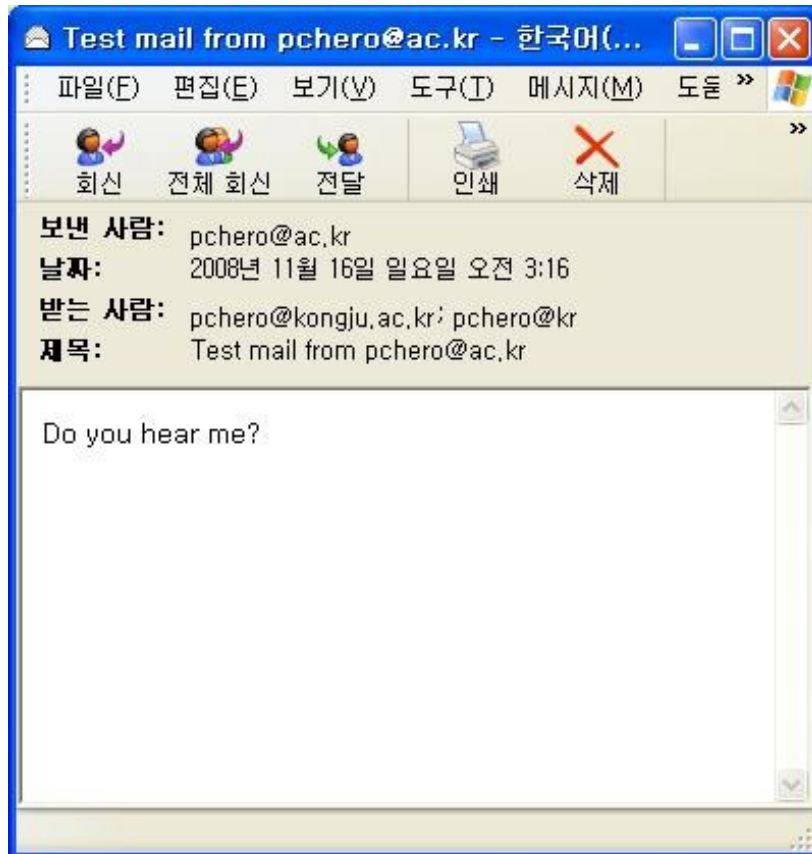 Test mail from pchero@ac.kr - 한국어(...
파일(F) 편집(E) 보기(V) 도구(T) 메시지(M) 도움 »
»
회신 전체 회신 전달 인쇄 삭제
보낸 사람: pchero@ac.kr
날짜: 2008년 11월 16일 일요일 오전 3:16
받는 사람: pchero@kongju.ac.kr; pchero@kr
제목: Test mail from pchero@ac.kr
Do you hear me?